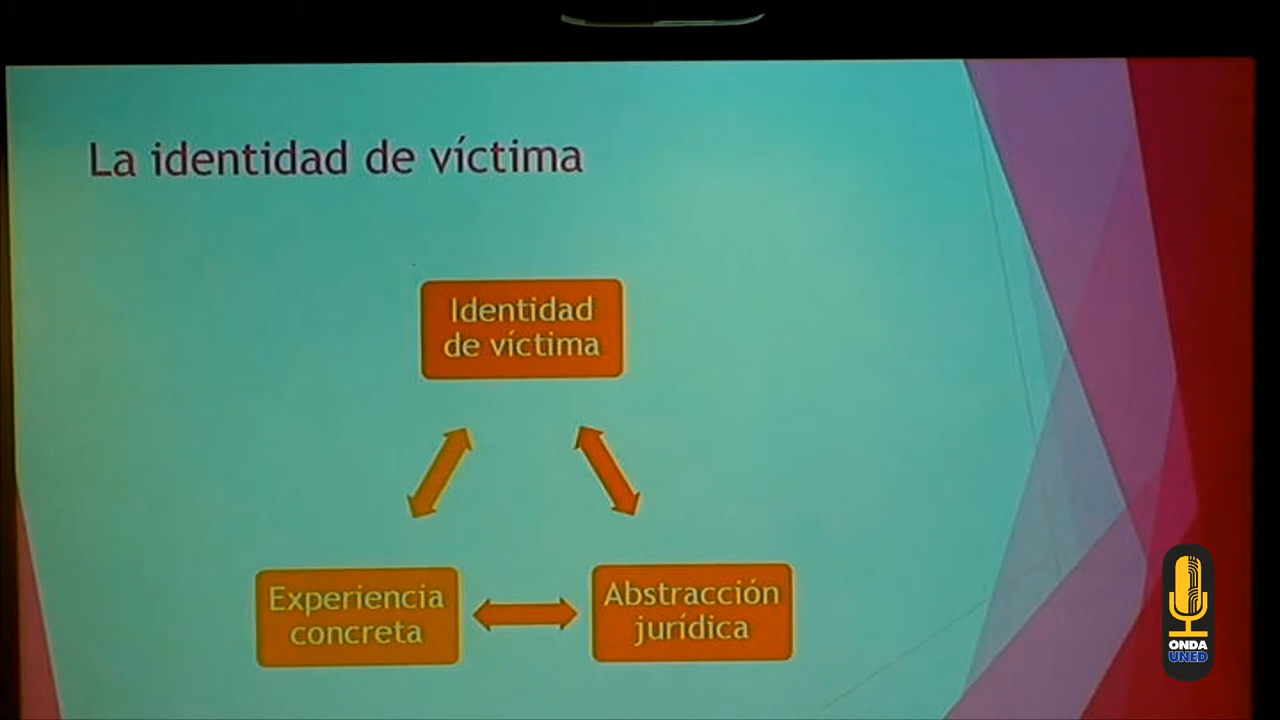 La identidad de víctima
Identidad
de víctima
Experiencia
concreta
Abstracción
jurídica
ONDA
UNED